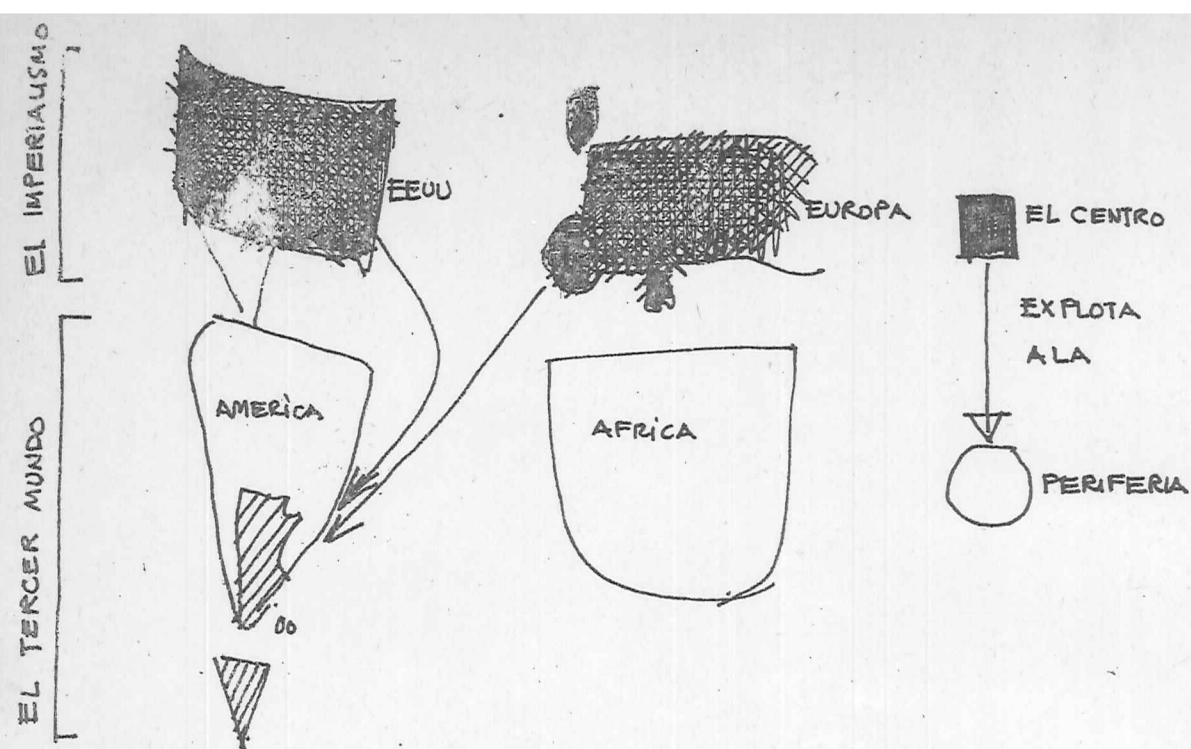 EL IMPERIALISMO
EEUU
EUROPA
EL CENTRO
EXPLOTA
A LA
PERIFERIA
EL TERCER MUNDO
AMERICA
AFRICA